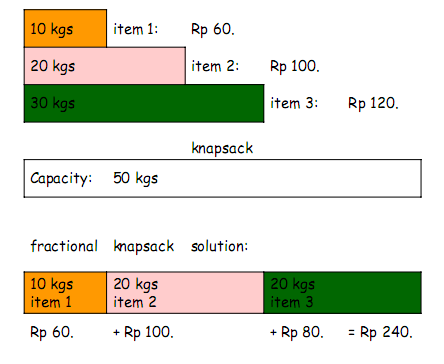 10 kgs item 1: Rp 60.
20 kgs item 2: Rp 100.
30 kgs item 3: Rp 120.
knapsack
Capacity: 50 kgs
fractional knapsack solution:
10 kgs 20 kgs 20 kgs
item 1 item 2 item 3
Rp 60. + Rp 100. + Rp 80. = Rp 240.